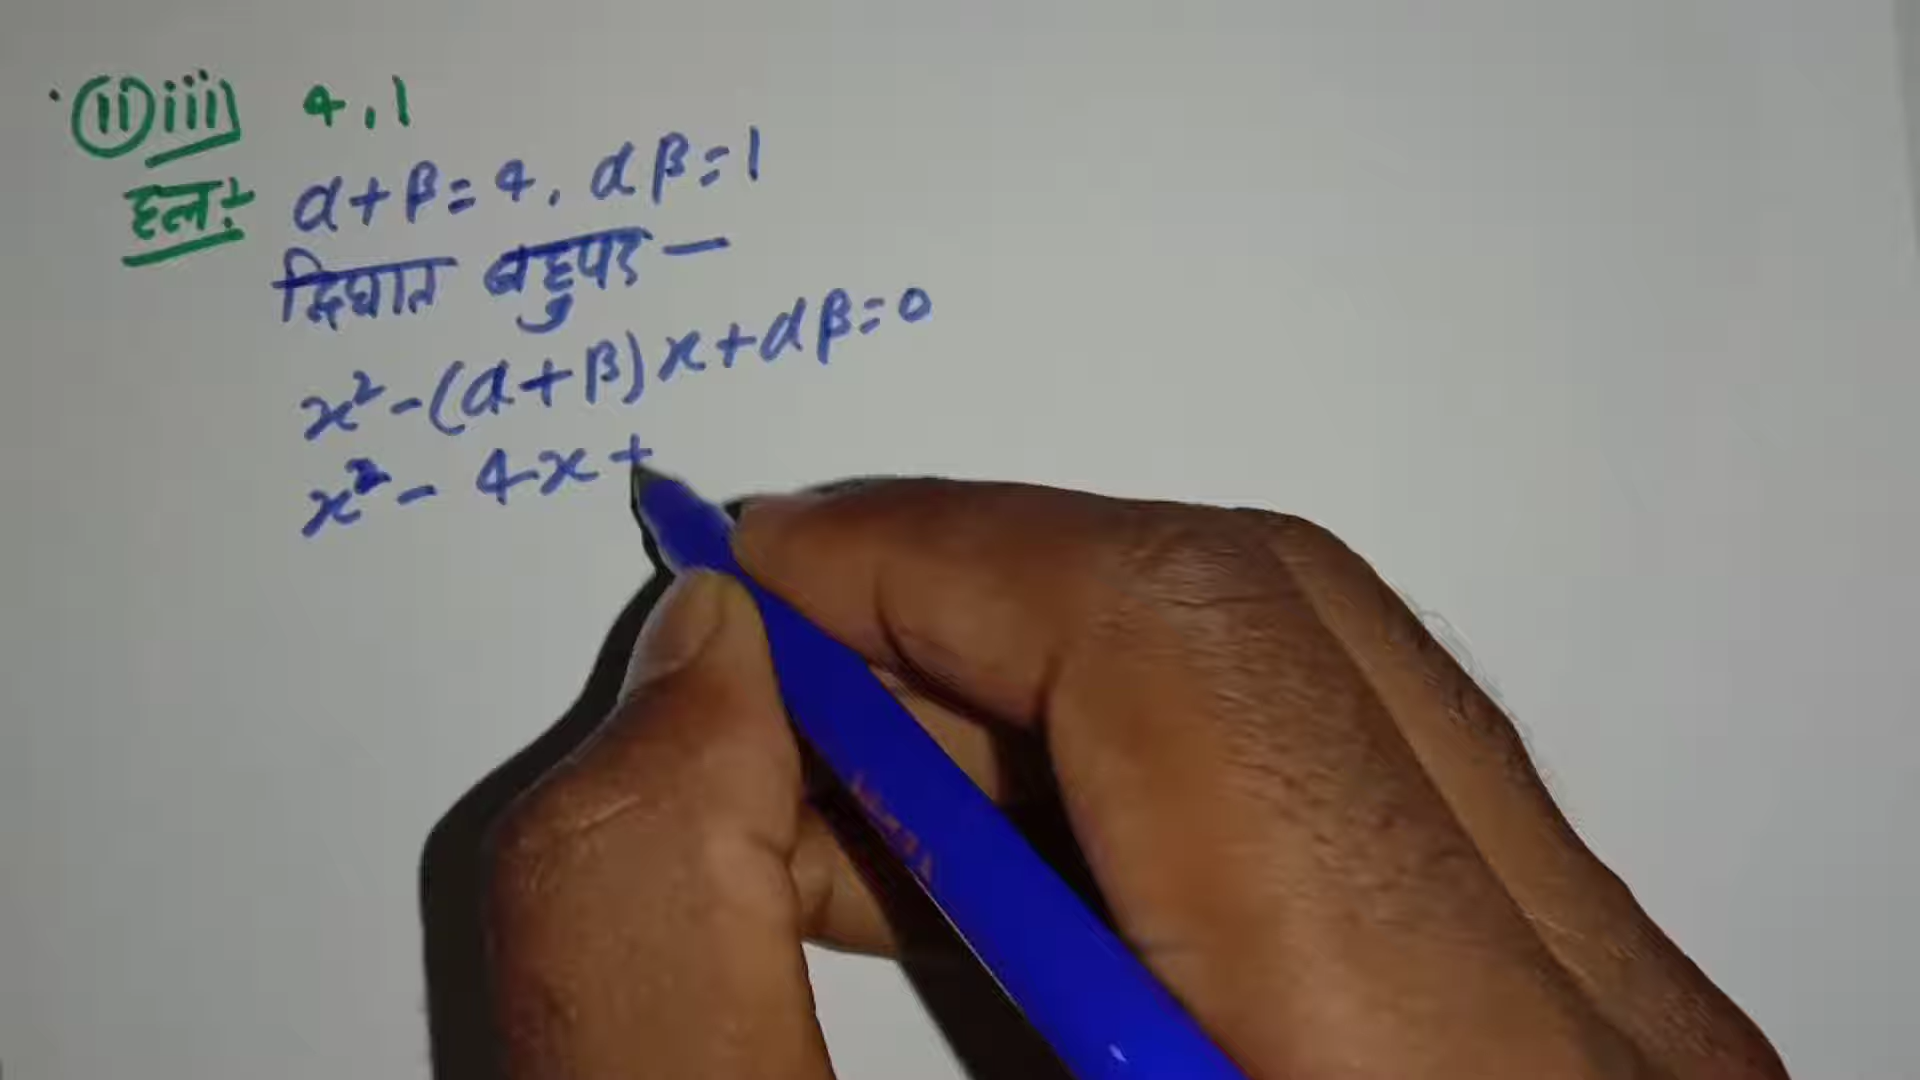 (ii) iii) 4, 1
हल:- α+β=4, αβ=1
द्विघात बहुपद —
x²-(α+β)x+αβ=0
x² - 4x +